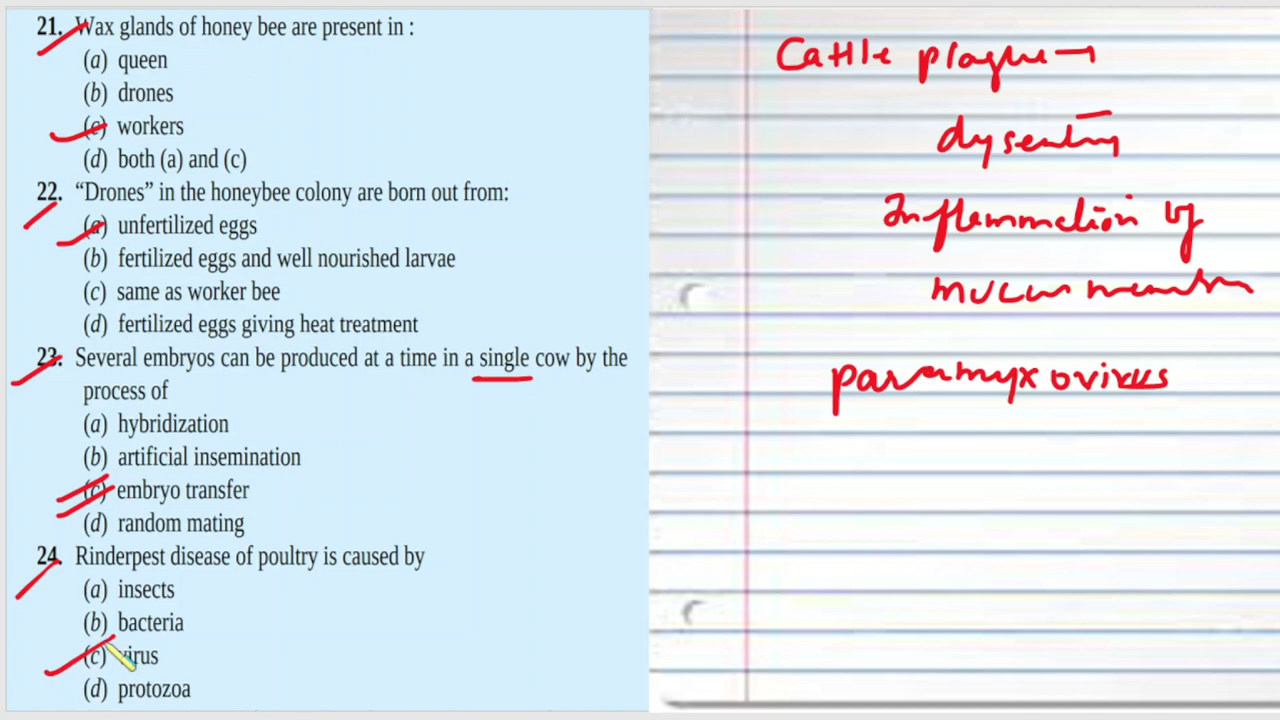 21. Wax glands of honey bee are present in :
(a) queen
(b) drones
(c) workers
(d) both (a) and (c)
22. “Drones” in the honeybee colony are born out from:
(a) unfertilized eggs
(b) fertilized eggs and well nourished larvae
(c) same as worker bee
(d) fertilized eggs giving heat treatment
23. Several embryos can be produced at a time in a single cow by the
process of
(a) hybridization
(b) artificial insemination
(c) embryo transfer
(d) random mating
24. Rinderpest disease of poultry is caused by
(a) insects
(b) bacteria
(c) virus
(d) protozoa
Cattle plague →
dysentry
Inflammation of
mucus membran
paramyxovirus